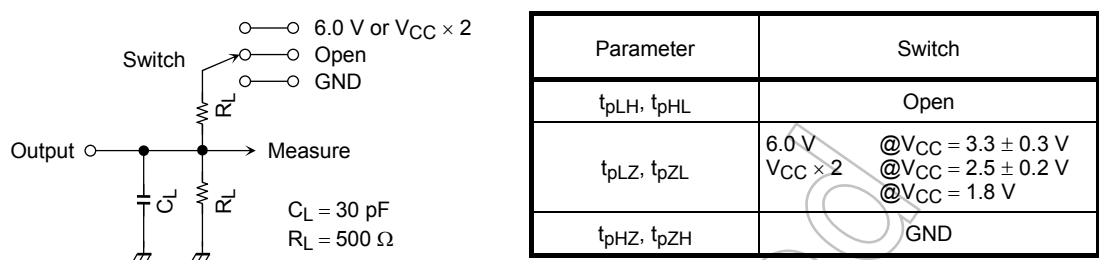 6.0 V or VCC × 2
Switch
Open
GND
RL
Output
Measure
CL
RL
CL = 30 pF
RL = 500 Ω
Parameter Switch
tpLH, tpHL Open
tpLZ, tpZL
6.0 V @VCC = 3.3 ± 0.3 V
VCC × 2 @VCC = 2.5 ± 0.2 V
@VCC = 1.8 V
tpHZ, tpZH GND